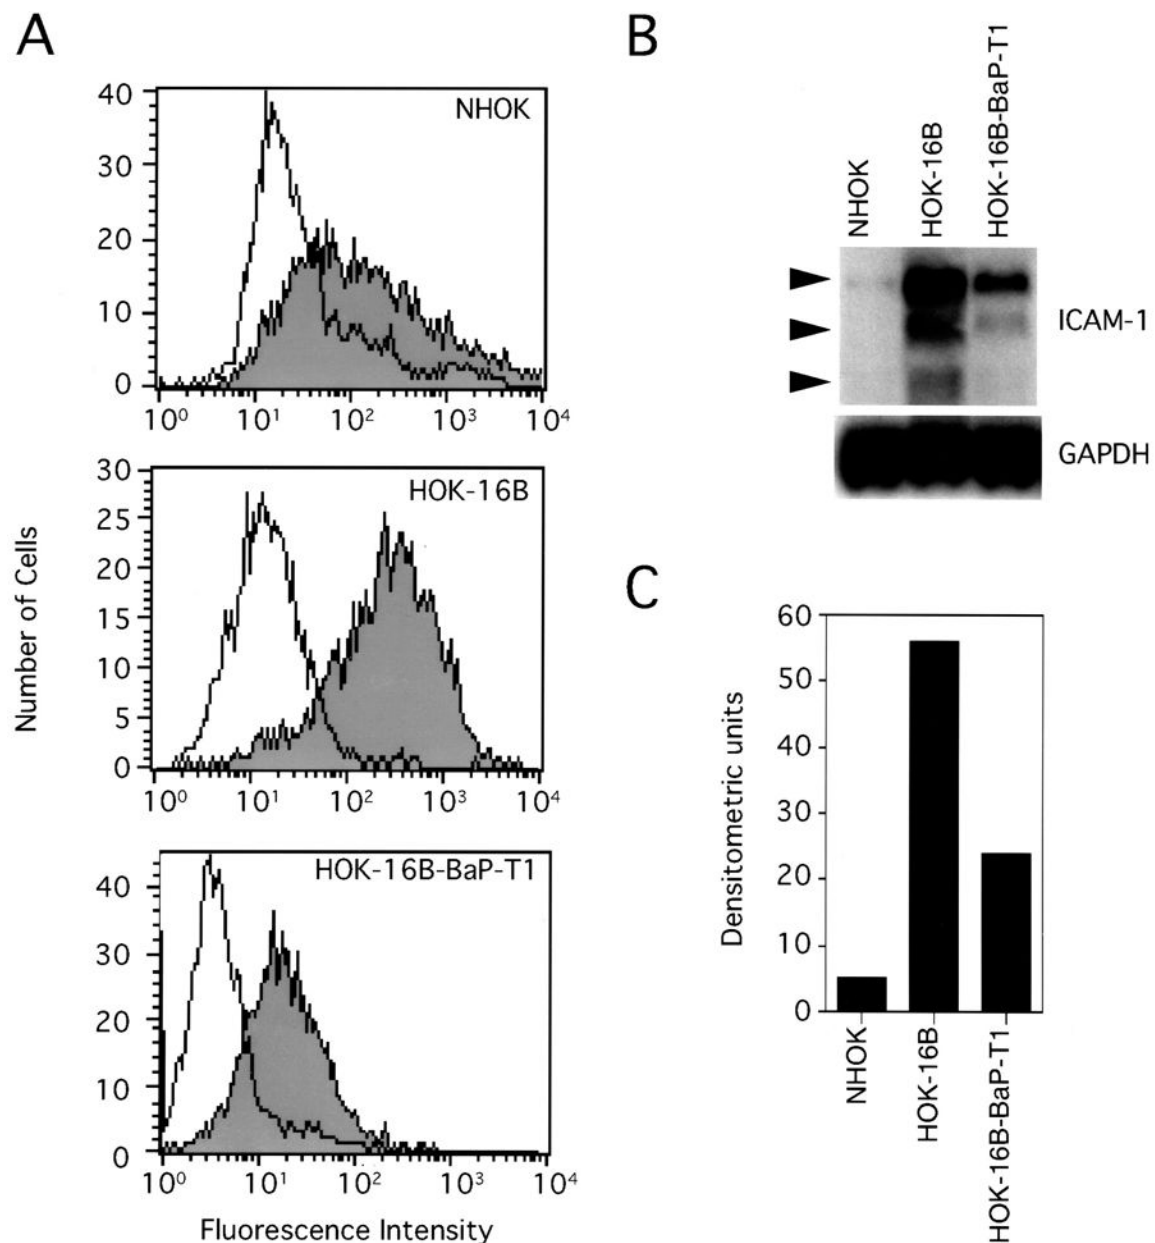 A
NHOK
40
30
20
10
0
10⁰ 10¹ 10² 10³ 10⁴
HOK-16B
30
25
20
15
10
5
0
10⁰ 10¹ 10² 10³ 10⁴
HOK-16B-BaP-T1
40
30
20
10
0
10⁰ 10¹ 10² 10³ 10⁴
Number of Cells
Fluorescence Intensity
B
NHOK
HOK-16B
HOK-16B-BaP-T1
ICAM-1
GAPDH
C
60
50
40
30
20
10
0
Densitometric units
NHOK
HOK-16B
HOK-16B-BaP-T1